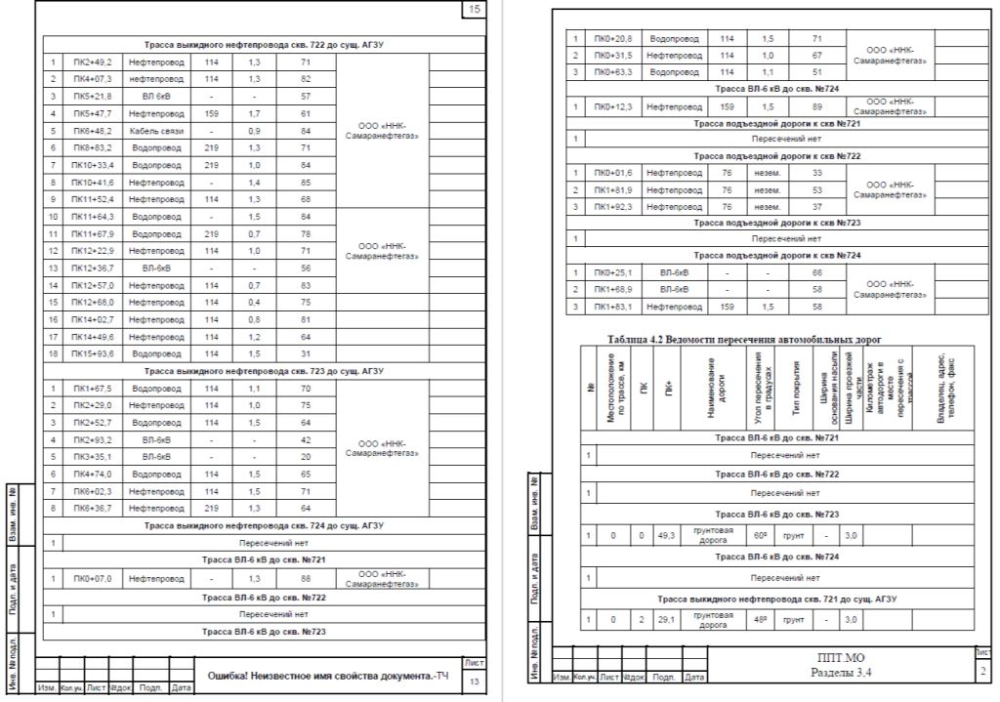 15
Трасса выкидного нефтепровода скв. 722 до сущ. АГЗУ
1 ПК2+49,2 Нефтепровод 114 1,3 71
2 ПК4+07,3 нефтепровод 114 1,3 82
3 ПК5+21,8 ВЛ 6кВ - - 57
4 ПК5+47,7 Нефтепровод 159 1,7 61
ООО «ННК-
5 ПК6+48,2 Кабель связи - 0,9 84
Самаранефтегаз»
6 ПК8+83,2 Водопровод 219 1,3 71
7 ПК10+33,4 Водопровод 219 1,0 84
8 ПК10+41,6 Нефтепровод - 1,4 85
9 ПК11+52,4 Нефтепровод 114 1,3 68
10 ПК11+64,3 Водопровод - 1,5 84
11 ПК11+67,9 Водопровод 219 0,7 78
ООО «ННК-
12 ПК12+22,9 Нефтепровод 114 1,0 71
Самаранефтегаз»
13 ПК12+36,7 ВЛ-6кВ - - 56
14 ПК12+57,0 Нефтепровод 114 0,7 83
15 ПК12+68,0 Нефтепровод 114 0,4 75
16 ПК14+02,7 Нефтепровод 114 0,8 81
17 ПК14+49,6 Нефтепровод 114 1,2 64
18 ПК15+93,6 Водопровод 114 1,5 31
Трасса выкидного нефтепровода скв. 723 до сущ. АГЗУ
1 ПК1+67,5 Водопровод 114 1,1 70
2 ПК2+29,0 Нефтепровод 114 1,0 75
3 ПК2+52,7 Водопровод 114 1,5 64
4 ПК2+93,2 ВЛ-6кВ - - 42
ООО «ННК-
Самаранефтегаз»
5 ПК3+35,1 ВЛ-6кВ - - 20
6 ПК4+74,0 Водопровод 114 1,5 65
7 ПК6+02,3 Нефтепровод 114 1,5 71
8 ПК6+36,7 Нефтепровод 219 1,3 64
Трасса выкидного нефтепровода скв. 724 до сущ. АГЗУ
1 Пересечений нет
Трасса ВЛ-6 кВ до скв. №721
1 ПК0+07,0 Нефтепровод - 1,3 88 ООО «ННК-
Самаранефтегаз»
Трасса ВЛ-6 кВ до скв. №722
1 Пересечений нет
Трасса ВЛ-6 кВ до скв. №723
Взам. инв. №
Подп. и дата
Инв. № подл.
Изм. Кол.уч. Лист №док. Подп. Дата
Ошибка! Неизвестное имя свойства документа.-ТЧ
Лист
13
1 ПК0+20,8 Водопровод 114 1,5 71
2 ПК0+31,5 Нефтепровод 114 1,0 67
ООО «ННК-
Самаранефтегаз»
3 ПК0+63,3 Водопровод 114 1,1 51
Трасса ВЛ-6 кВ до скв. №724
1 ПК0+12,3 Нефтепровод 159 1,5 89 ООО «ННК-
Самаранефтегаз»
Трасса подъездной дороги к скв №721
1 Пересечений нет
Трасса подъездной дороги к скв №722
1 ПК0+01,6 Нефтепровод 76 незем. 33
2 ПК1+81,9 Нефтепровод 76 незем. 53
ООО «ННК-
Самаранефтегаз»
3 ПК1+92,3 Нефтепровод 76 незем. 37
Трасса подъездной дороги к скв №723
1 Пересечений нет
Трасса подъездной дороги к скв №724
1 ПК0+25,1 ВЛ-6кВ - - 66
2 ПК1+68,9 ВЛ-6кВ - - 58
ООО «ННК-
Самаранефтегаз»
3 ПК1+83,1 Нефтепровод 159 1,5 58
Таблица 4.2 Ведомости пересечения автомобильных дорог
№
Местоположение
по трассе, км
ПК
ПК+
Наименование
дороги
Угол пересечения
в градусах
Тип покрытия
Ширина
основания насыпи
Ширина проезжей
части
Километраж
автодороги в
месте
пересечения с
трассой
Владелец, адрес,
телефон, факс
Трасса ВЛ-6 кВ до скв. №721
1 Пересечений нет
Трасса ВЛ-6 кВ до скв. №722
1 Пересечений нет
Трасса ВЛ-6 кВ до скв. №723
1 0 0 49,3 грунтовая
дорога 60º грунт - 3,0
Трасса ВЛ-6 кВ до скв. №724
1 Пересечений нет
Трасса выкидного нефтепровода скв. 721 до сущ. АГЗУ
1 0 2 29,1 грунтовая
дорога 48º грунт - 3,0
Взам. инв. №
Подп. и дата
Инв. № подл.
Изм. Кол.уч. Лист №док. Подп. Дата
ППТ.МО
Разделы 3,4
Лист
2